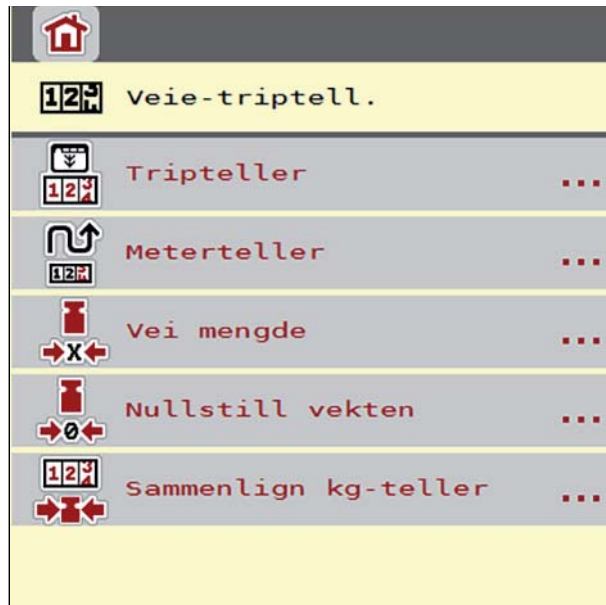 Veie-triptell.
Tripteller ...
Meterteller ...
Vei mengde ...
Nullstill vekten ...
Sammenlign kg-teller ...